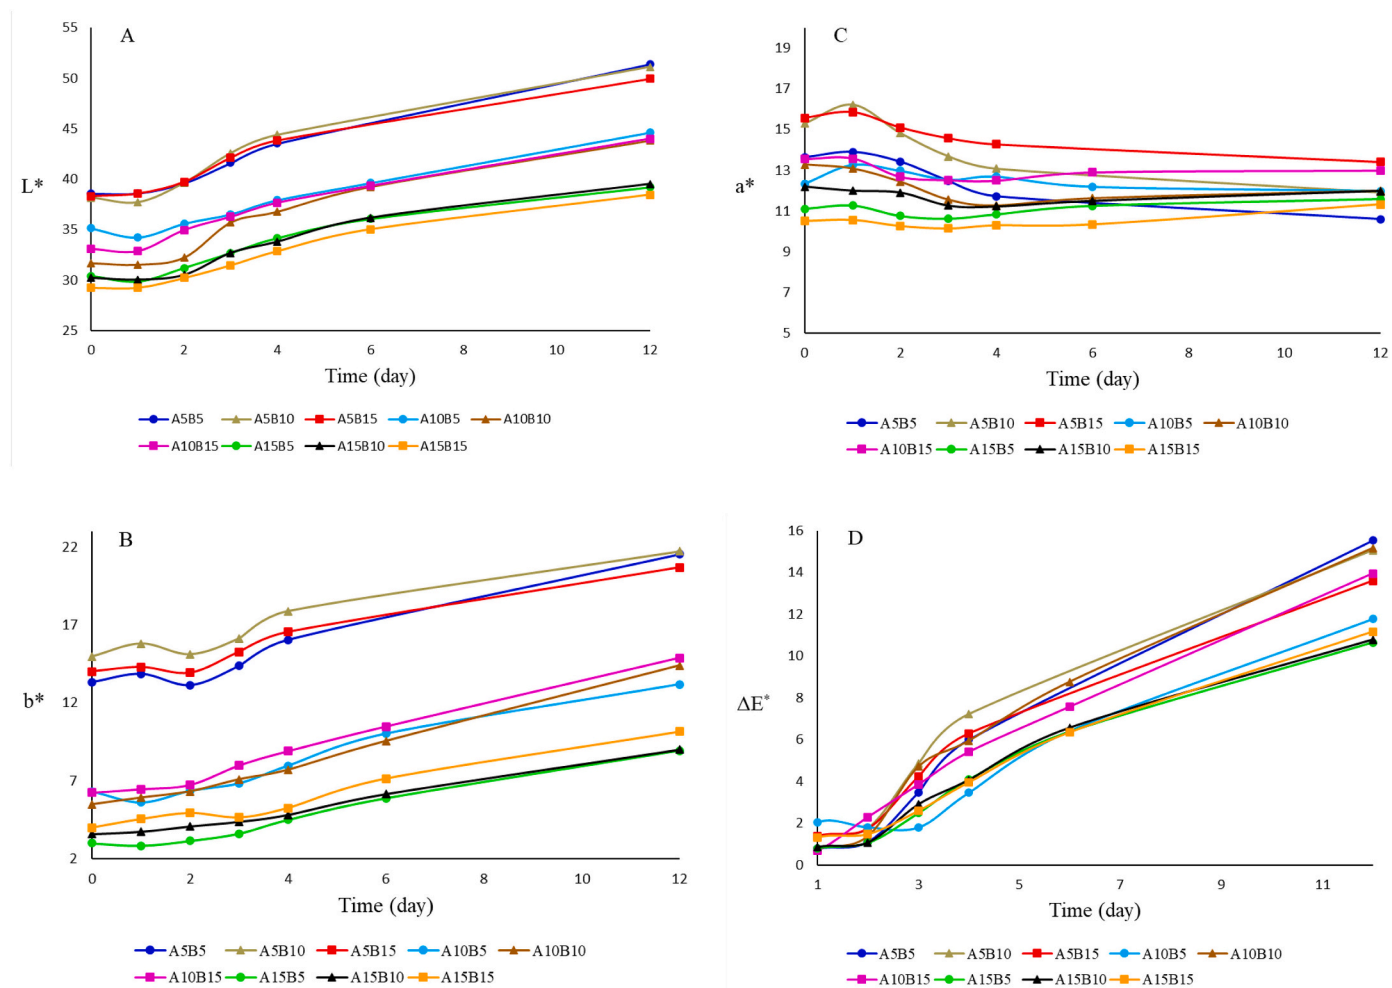 A
55
50
45
40
35
30
25
L*
0 2 4 6 8 10 12
Time (day)
A5B5 A5B10 A5B15 A10B5 A10B10
A10B15 A15B5 A15B10 A15B15
C
19
17
15
13
11
9
7
5
a*
0 2 4 6 8 10 12
Time (day)
A5B5 A5B10 A5B15 A10B5 A10B10
A10B15 A15B5 A15B10 A15B15
B
22
17
12
7
2
b*
0 2 4 6 8 10 12
Time (day)
A5B5 A5B10 A5B15 A10B5 A10B10
A10B15 A15B5 A15B10 A15B15
D
16
14
12
10
8
6
4
2
0
ΔE*
1 3 5 7 9 11
Time (day)
A5B5 A5B10 A5B15 A10B5 A10B10
A10B15 A15B5 A15B10 A15B15